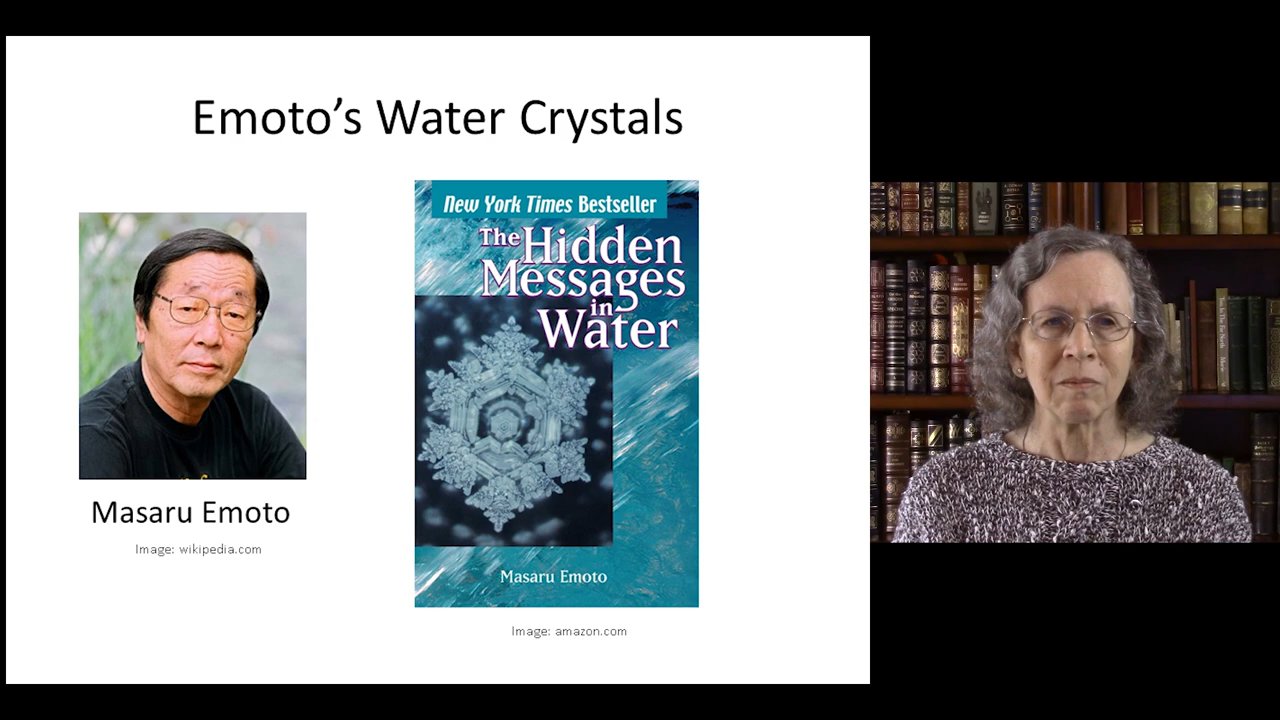 Emoto’s Water Crystals
New York Times Bestseller
The Hidden
Messages
in
Water
Masaru Emoto
Masaru Emoto
Image: wikipedia.com
Image: amazon.com